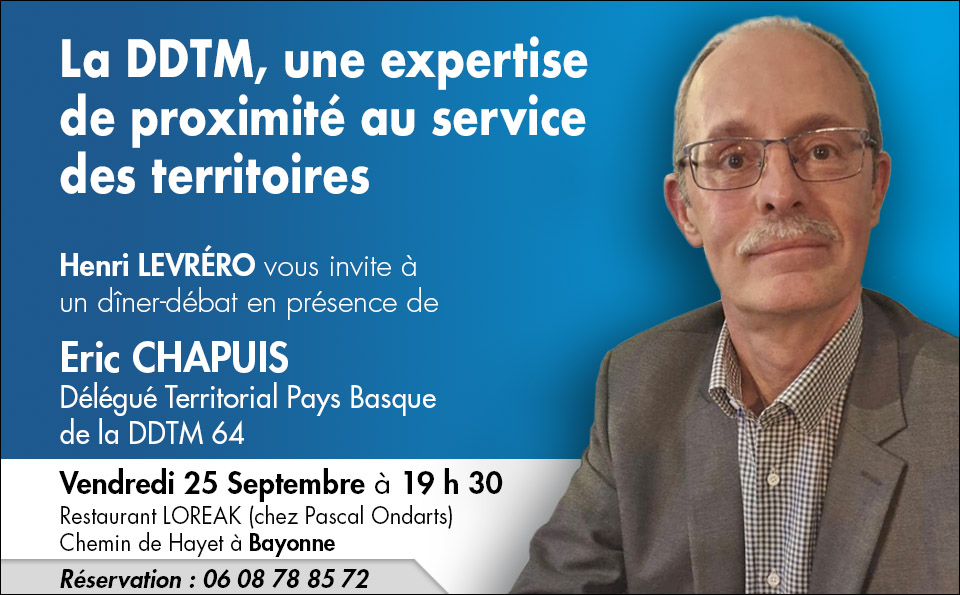 La DDTM, une expertise
de proximité au service
des territoires
Henri LEVRÉRO vous invite à
un dîner-débat en présence de
Eric CHAPUIS
Délégué Territorial Pays Basque
de la DDTM 64
Vendredi 25 Septembre à 19 h 30
Restaurant LOREAK (chez Pascal Ondarts)
Chemin de Hayet à Bayonne
Réservation : 06 08 78 85 72